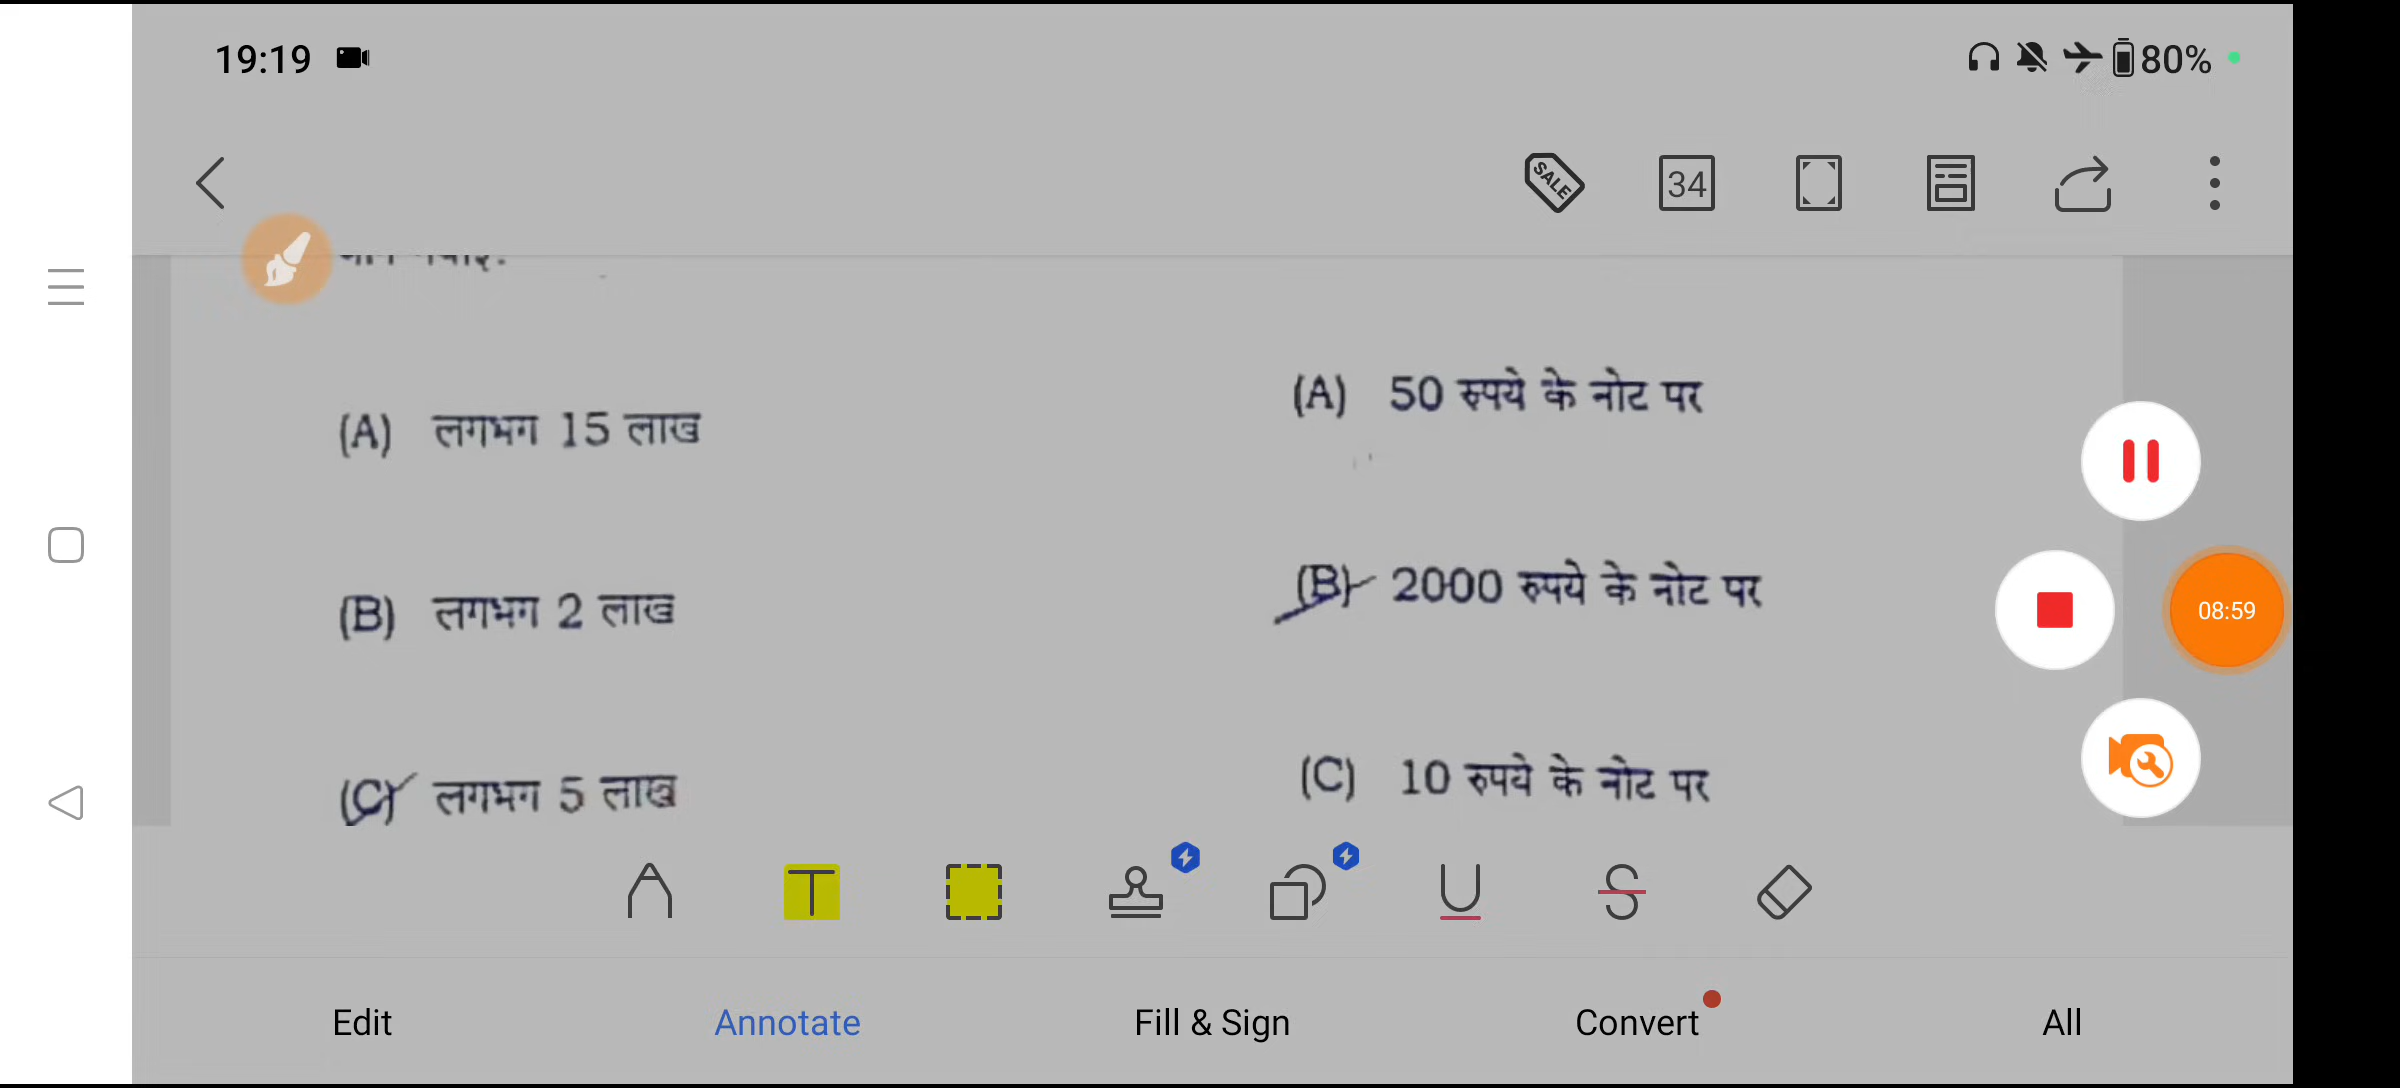 19:19
80%
SALE
34
(A) लगभग 15 लाख
(B) लगभग 2 लाख
(C) लगभग 5 लाख
(A) 50 रुपये के नोट पर
(B) 2000 रुपये के नोट पर
(C) 10 रुपये के नोट पर
08:59
Edit
Annotate
Fill & Sign
Convert
All